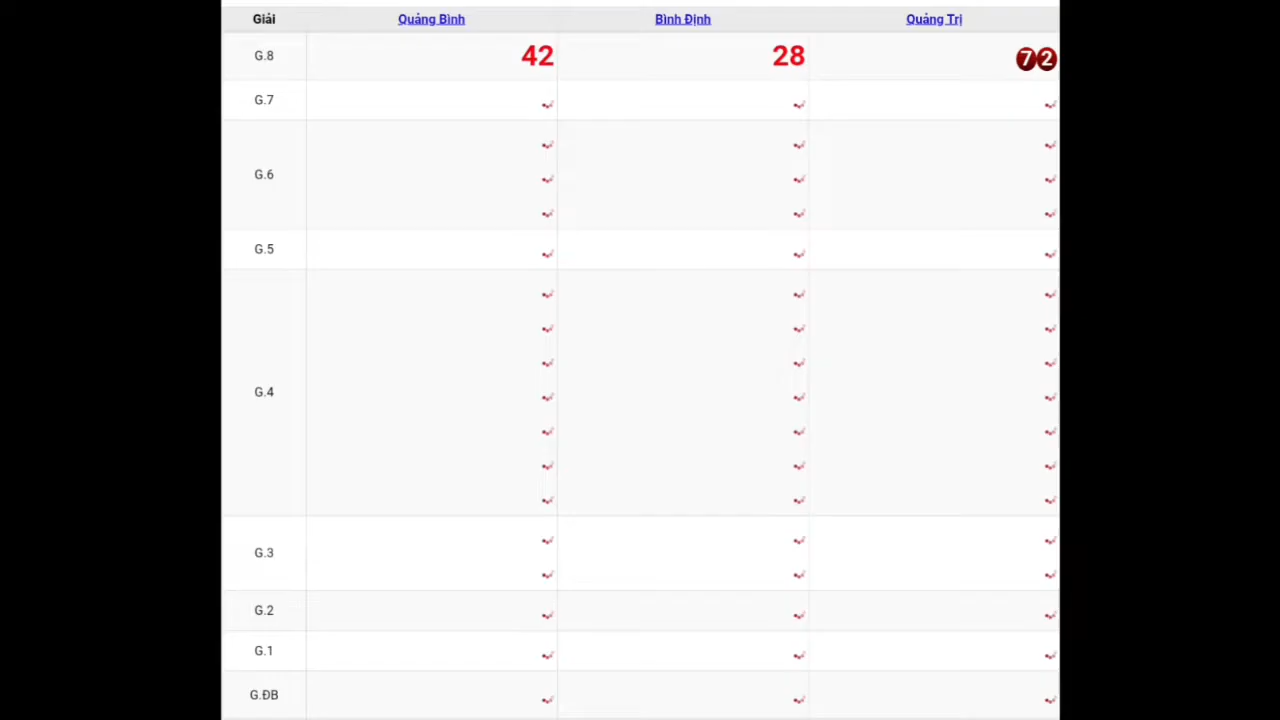 Giải Quảng Bình Bình Định Quảng Trị
G.8 42 28 72
G.7
G.6
G.5
G.4
G.3
G.2
G.1
G.ĐB